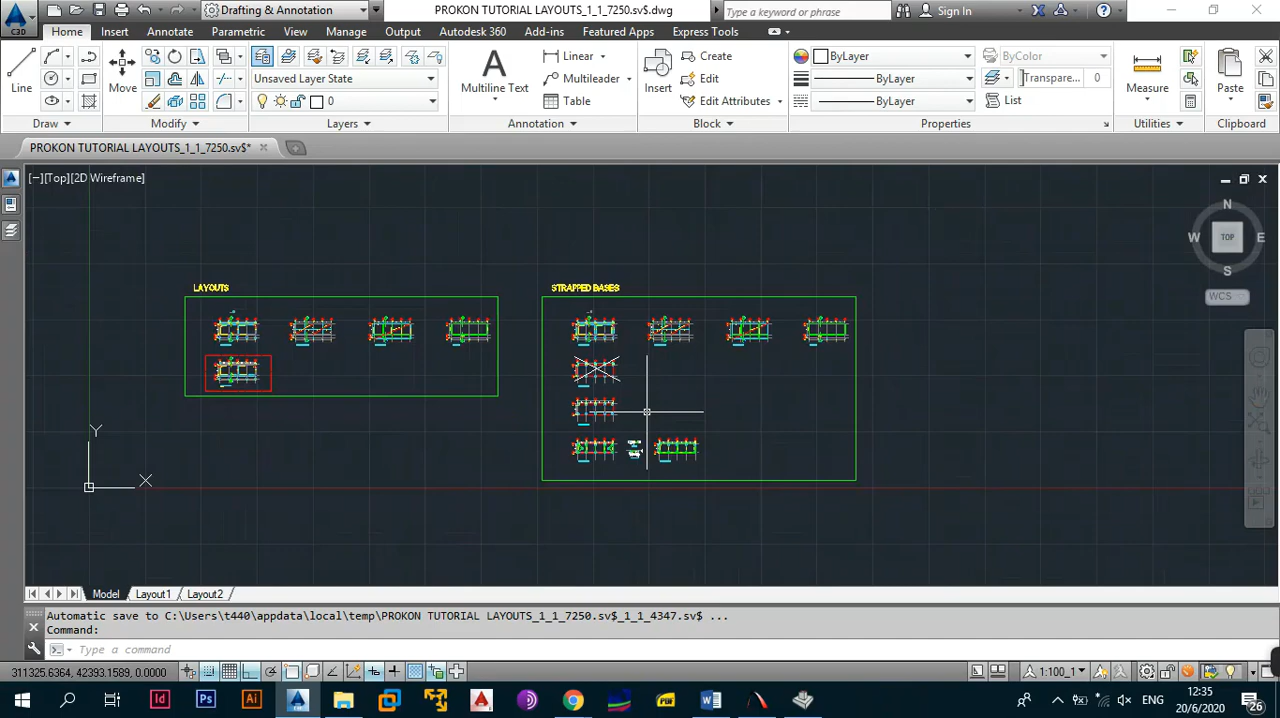 Drafting & Annotation
PROKON TUTORIAL LAYOUTS_1_1_7250.sv$.dwg
Type a keyword or phrase
Sign In
C3D
Home
Insert
Annotate
Parametric
View
Manage
Output
Autodesk 360
Add-ins
Featured Apps
Express Tools
Line
Move
Unsaved Layer State
0
Multiline Text
Linear
Multileader
Table
Insert
Create
Edit
Edit Attributes
ByLayer
ByLayer
ByLayer
ByColor
Transpare...
0
List
Measure
Paste
Draw
Modify
Layers
Annotation
Block
Properties
Utilities
Clipboard
PROKON TUTORIAL LAYOUTS_1_1_7250.sv$*
[−][Top][2D Wireframe]
N
W
TOP
E
S
WCS
LAYOUTS
STRAPPED BASES
Y
X
Model
Layout1
Layout2
Automatic save to C:\Users\t440\appdata\local\temp\PROKON TUTORIAL LAYOUTS_1_1_7250.sv$_1_1_4347.sv$ ...
Command:
Type a command
311325.6364, 42393.1589, 0.0000
1:100_1
Id
Ps
Ai
ENG
12:35
20/6/2020
26